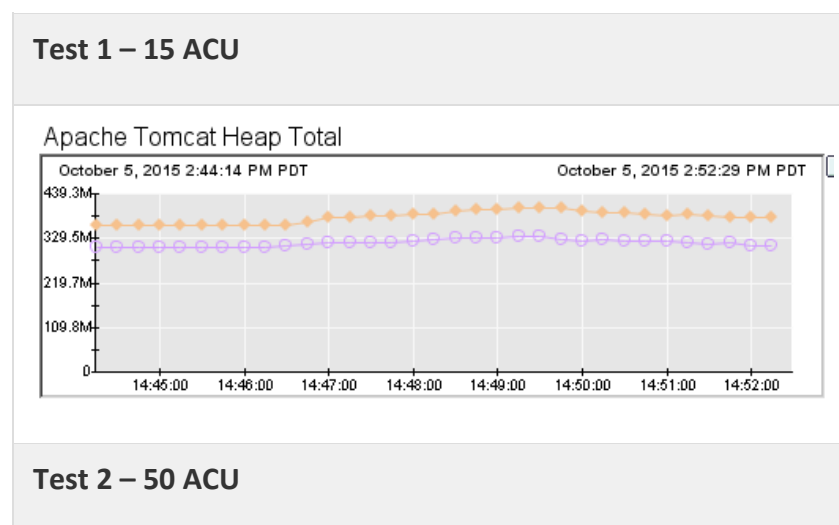 Test 1 – 15 ACU
Apache Tomcat Heap Total
October 5, 2015 2:44:14 PM PDT October 5, 2015 2:52:29 PM PDT
439.3M
329.5M
219.7M
109.8M
0
14:45:00 14:46:00 14:47:00 14:48:00 14:49:00 14:50:00 14:51:00 14:52:00
Test 2 – 50 ACU